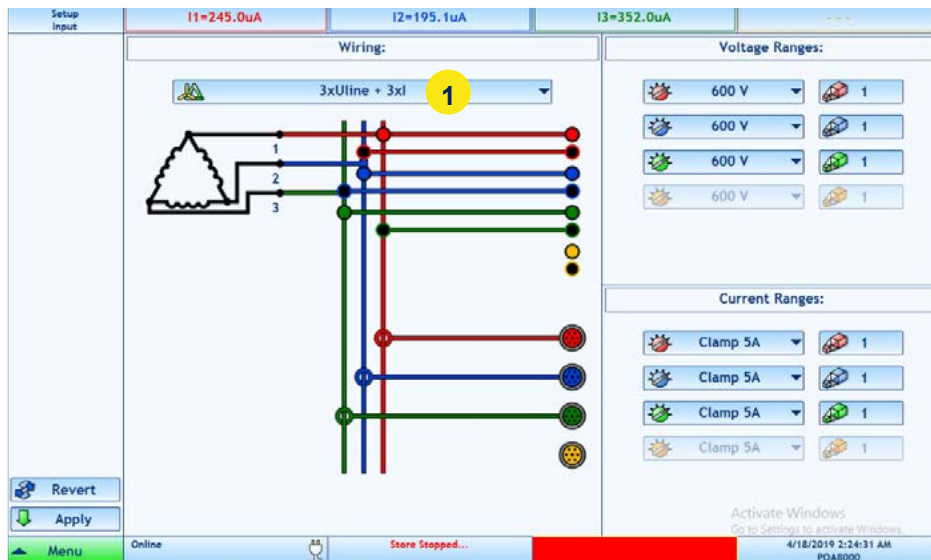 Setup
Input
I1=245.0uA
I2=195.1uA
I3=352.0uA
---
Wiring:
3xUline + 3xI
1
1
2
3
Voltage Ranges:
600 V 1
600 V 1
600 V 1
600 V 1
Current Ranges:
Clamp 5A 1
Clamp 5A 1
Clamp 5A 1
Clamp 5A 1
Revert
Apply
Menu
Activate Windows
Go to Settings to activate Windows.
Online
Store Stopped...
4/18/2019 2:24:31 AM
PQA8000